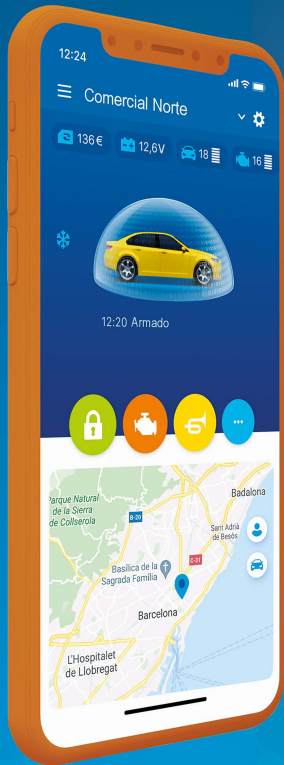 12:24
Comercial Norte
136€
12,6V
18
16
12:20 Armado
Parque Natural
de la Sierra
de Collserola
B-20
Badalona
Sant Adrià
de Besòs
C-31
Basílica de la
Sagrada Família
Barcelona
L'Hospitalet
de Llobregat